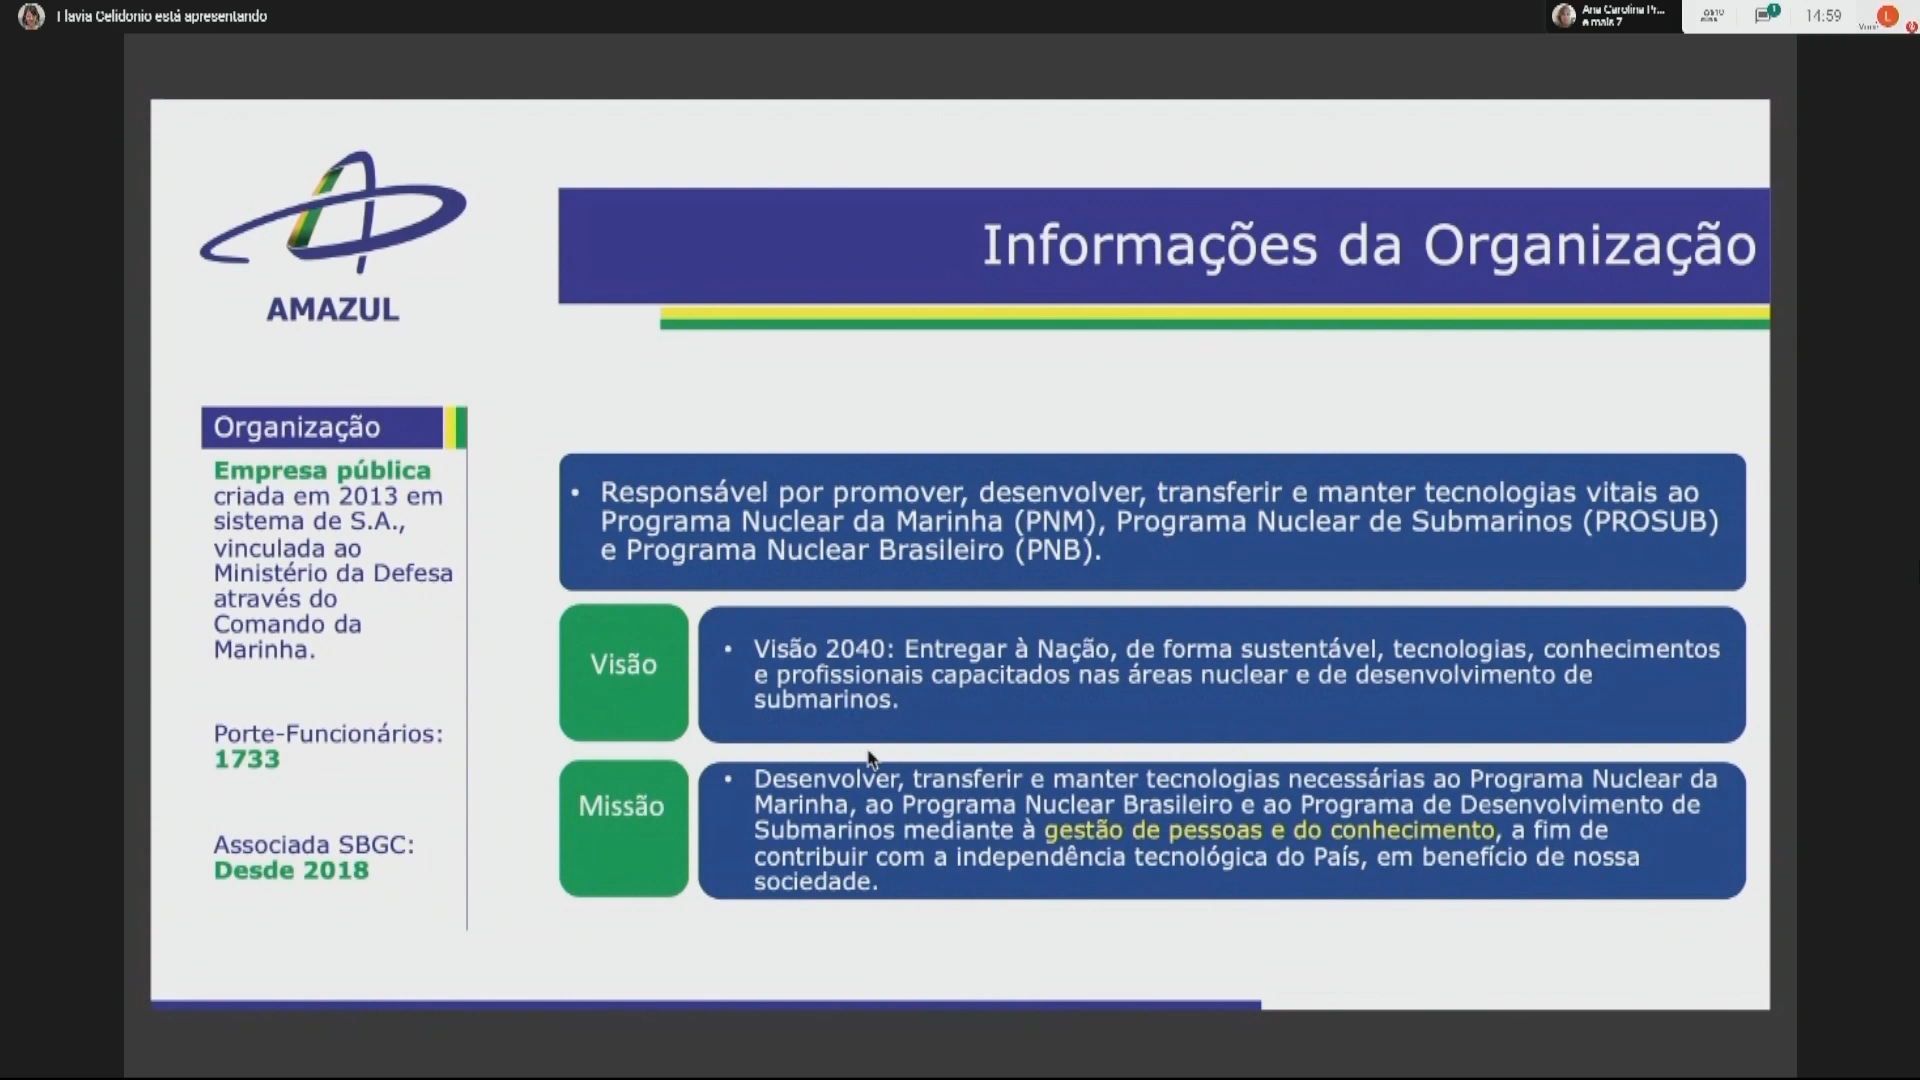 Flavia Celidonio está apresentando
Ana Carolina Pr...
e mais 7
14:59
L
AMAZUL
Informações da Organização
Organização
Empresa pública
criada em 2013 em
sistema de S.A.,
vinculada ao
Ministério da Defesa
através do
Comando da
Marinha.
Porte-Funcionários:
1733
Associada SBGC:
Desde 2018
• Responsável por promover, desenvolver, transferir e manter tecnologias vitais ao
Programa Nuclear da Marinha (PNM), Programa Nuclear de Submarinos (PROSUB)
e Programa Nuclear Brasileiro (PNB).
Visão
• Visão 2040: Entregar à Nação, de forma sustentável, tecnologias, conhecimentos
e profissionais capacitados nas áreas nuclear e de desenvolvimento de
submarinos.
Missão
• Desenvolver, transferir e manter tecnologias necessárias ao Programa Nuclear da
Marinha, ao Programa Nuclear Brasileiro e ao Programa de Desenvolvimento de
Submarinos mediante à gestão de pessoas e do conhecimento, a fim de
contribuir com a independência tecnológica do País, em benefício de nossa
sociedade.